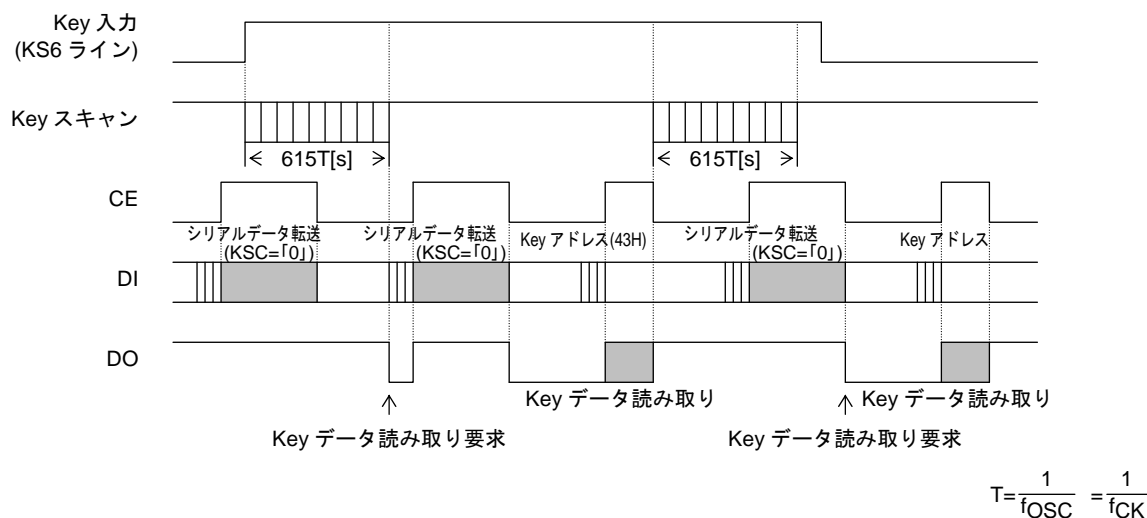 Key 入力
(KS6 ライン)
Key スキャン
615T[s]
615T[s]
CE
シリアルデータ転送
(KSC=「0」)
シリアルデータ転送
(KSC=「0」)
Key アドレス(43H)
シリアルデータ転送
(KSC=「0」)
Key アドレス
DI
DO
Key データ読み取り
Key データ読み取り
Key データ読み取り要求
Key データ読み取り要求
T=1/fOSC =1/fCK